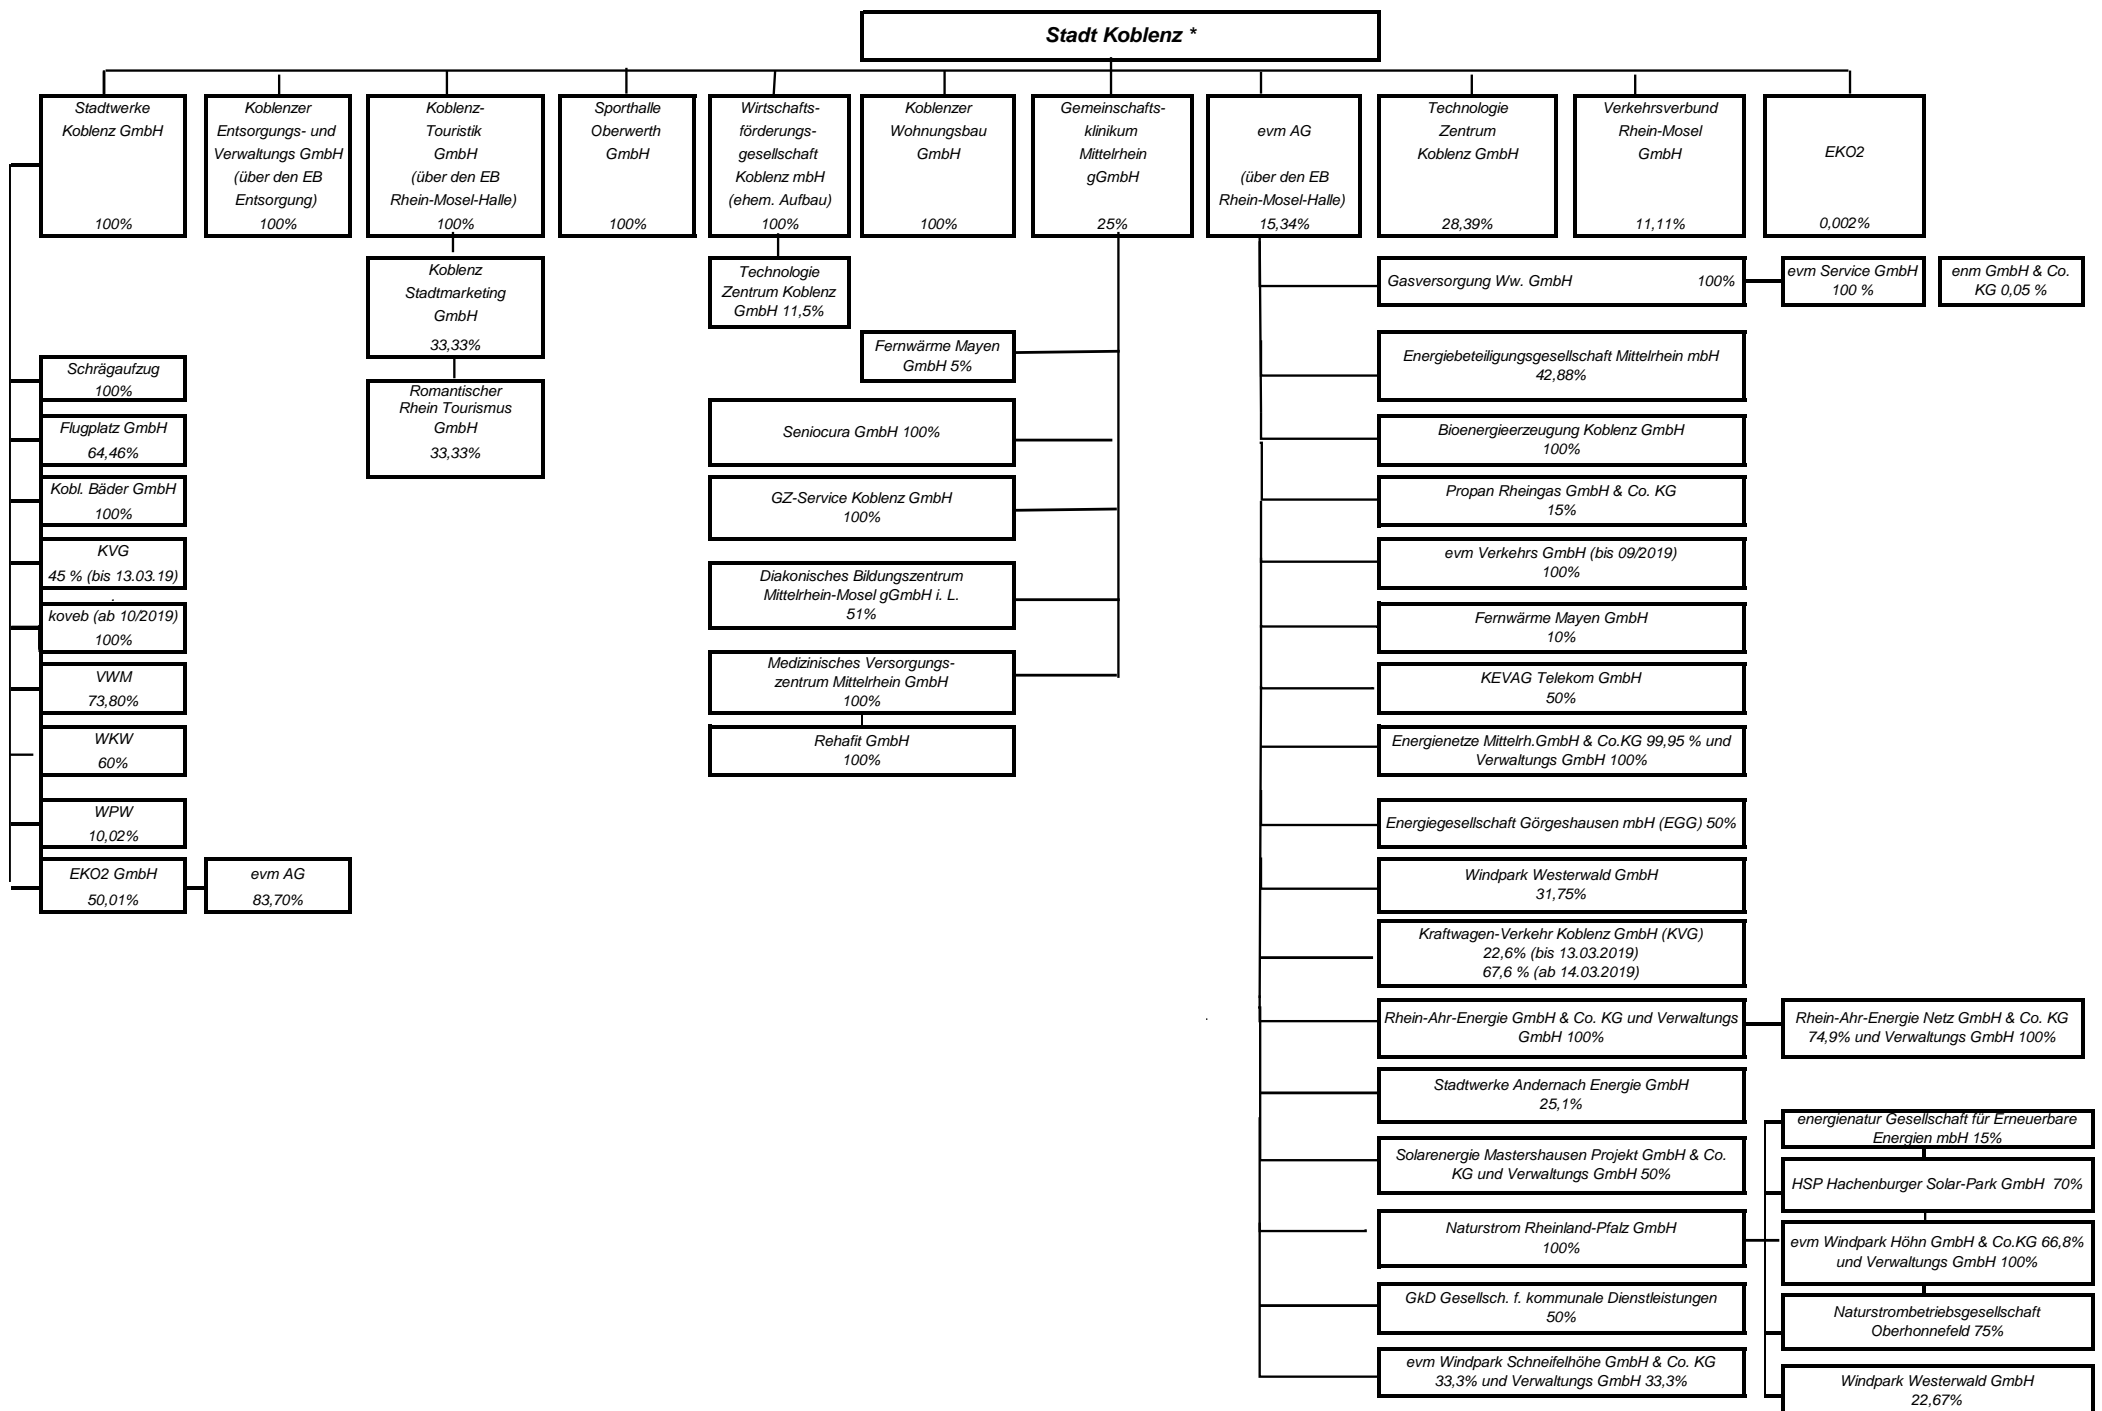 Stadt Koblenz *
Stadtwerke
Koblenz GmbH
100%
Koblenzer
Entsorgungs- und
Verwaltungs GmbH
(über den EB
Entsorgung)
100%
Koblenz-
Touristik
GmbH
(über den EB
Rhein-Mosel-Halle)
100%
Sporthalle
Oberwerth
GmbH
100%
Wirtschafts-
förderungs-
gesellschaft
Koblenz mbH
(ehem. Aufbau)
100%
Koblenzer
Wohnungsbau
GmbH
100%
Gemeinschafts-
klinikum
Mittelrhein
gGmbH
25%
evm AG
(über den EB
Rhein-Mosel-Halle)
15,34%
Technologie
Zentrum
Koblenz GmbH
28,39%
Verkehrsverbund
Rhein-Mosel
GmbH
11,11%
EKO2
0,002%
Schrägaufzug
100%
Flugplatz GmbH
64,46%
Kobl. Bäder GmbH
100%
KVG
45 % (bis 13.03.19)
koveb (ab 10/2019)
100%
VWM
73,80%
WKW
60%
WPW
10,02%
EKO2 GmbH
50,01%
evm AG
83,70%
Koblenz
Stadtmarketing
GmbH
33,33%
Romantischer
Rhein Tourismus
GmbH
33,33%
Technologie
Zentrum Koblenz
GmbH 11,5%
Fernwärme Mayen
GmbH 5%
Seniocura GmbH 100%
GZ-Service Koblenz GmbH
100%
Diakonisches Bildungszentrum
Mittelrhein-Mosel gGmbH i. L.
51%
Medizinisches Versorgungs-
zentrum Mittelrhein GmbH
100%
Rehafit GmbH
100%
Gasversorgung Ww. GmbH 100%
evm Service GmbH
100 %
enm GmbH & Co.
KG 0,05 %
Energiebeteiligungsgesellschaft Mittelrhein mbH
42,88%
Bioenergieerzeugung Koblenz GmbH
100%
Propan Rheingas GmbH & Co. KG
15%
evm Verkehrs GmbH (bis 09/2019)
100%
Fernwärme Mayen GmbH
10%
KEVAG Telekom GmbH
50%
Energienetze Mittelrh.GmbH & Co.KG 99,95 % und
Verwaltungs GmbH 100%
Energiegesellschaft Görgeshausen mbH (EGG) 50%
Windpark Westerwald GmbH
31,75%
Kraftwagen-Verkehr Koblenz GmbH (KVG)
22,6% (bis 13.03.2019)
67,6 % (ab 14.03.2019)
Rhein-Ahr-Energie GmbH & Co. KG und Verwaltungs
GmbH 100%
Rhein-Ahr-Energie Netz GmbH & Co. KG
74,9% und Verwaltungs GmbH 100%
Stadtwerke Andernach Energie GmbH
25,1%
Solarenergie Mastershausen Projekt GmbH & Co.
KG und Verwaltungs GmbH 50%
Naturstrom Rheinland-Pfalz GmbH
100%
GkD Gesellsch. f. kommunale Dienstleistungen
50%
evm Windpark Schneifelhöhe GmbH & Co. KG
33,3% und Verwaltungs GmbH 33,3%
energienatur Gesellschaft für Erneuerbare
Energien mbH 15%
HSP Hachenburger Solar-Park GmbH 70%
evm Windpark Höhn GmbH & Co.KG 66,8%
und Verwaltungs GmbH 100%
Naturstrombetriebsgesellschaft
Oberhonnefeld 75%
Windpark Westerwald GmbH
22,67%